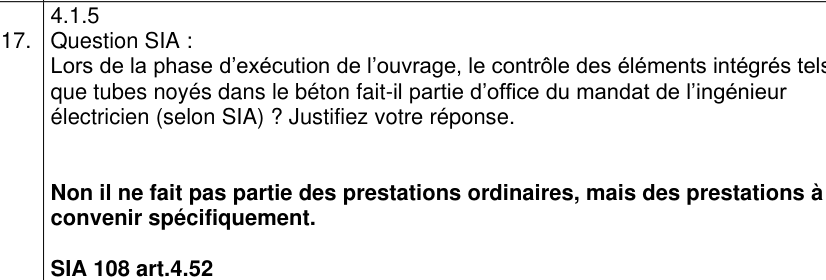 4.1.5
17. Question SIA :
Lors de la phase d'exécution de l'ouvrage, le contrôle des éléments intégrés tels
que tubes noyés dans le béton fait-il partie d'office du mandat de l'ingénieur
électricien (selon SIA) ? Justifiez votre réponse.
Non il ne fait pas partie des prestations ordinaires, mais des prestations à
convenir spécifiquement.
SIA 108 art.4.52